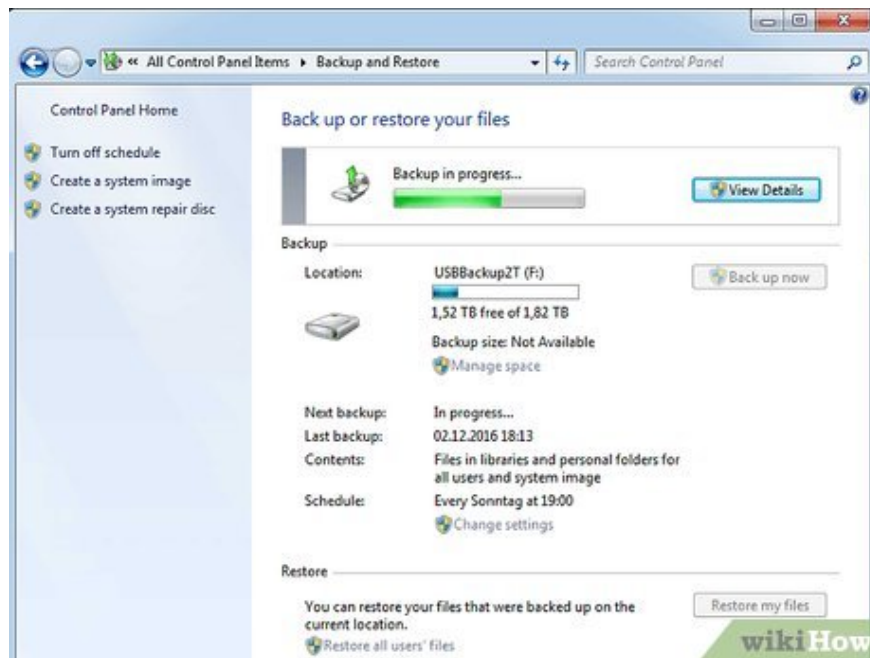 « All Control Panel Items ▸ Backup and Restore
Search Control Panel
Control Panel Home
Turn off schedule
Create a system image
Create a system repair disc
Back up or restore your files
Backup in progress...
View Details
Backup
Location:
USBBackup2T (F:)
Back up now
1,52 TB free of 1,82 TB
Backup size: Not Available
Manage space
Next backup:
In progress...
Last backup:
02.12.2016 18:13
Contents:
Files in libraries and personal folders for
all users and system image
Schedule:
Every Sonntag at 19:00
Change settings
Restore
You can restore your files that were backed up on the
current location.
Restore my files
Restore all users' files
wikiHow